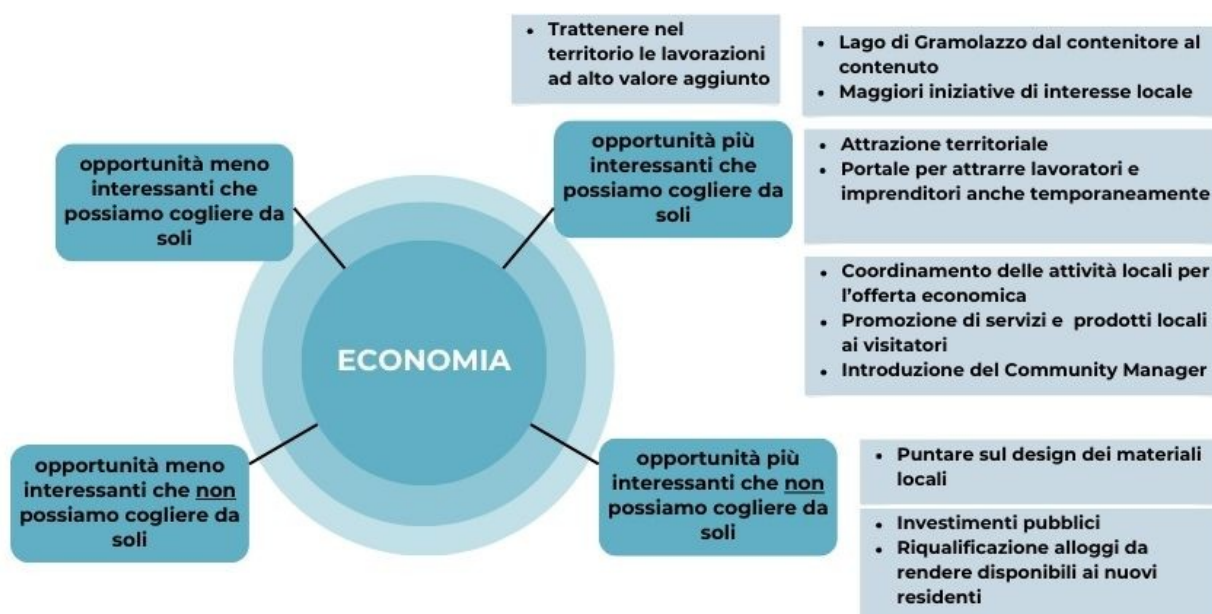 • Trattenere nel
territorio le lavorazioni
ad alto valore aggiunto
• Lago di Gramolazzo dal contenitore al
contenuto
• Maggiori iniziative di interesse locale
opportunità meno
interessanti che
possiamo cogliere da
soli
opportunità più
interessanti che
possiamo cogliere da
soli
• Attrazione territoriale
• Portale per attrarre lavoratori e
imprenditori anche temporaneamente
• Coordinamento delle attività locali per
l'offerta economica
• Promozione di servizi e prodotti locali
ai visitatori
• Introduzione del Community Manager
ECONOMIA
opportunità meno
interessanti che non
possiamo cogliere da
soli
opportunità più
interessanti che non
possiamo cogliere da
soli
• Puntare sul design dei materiali
locali
• Investimenti pubblici
• Riqualificazione alloggi da
rendere disponibili ai nuovi
residenti